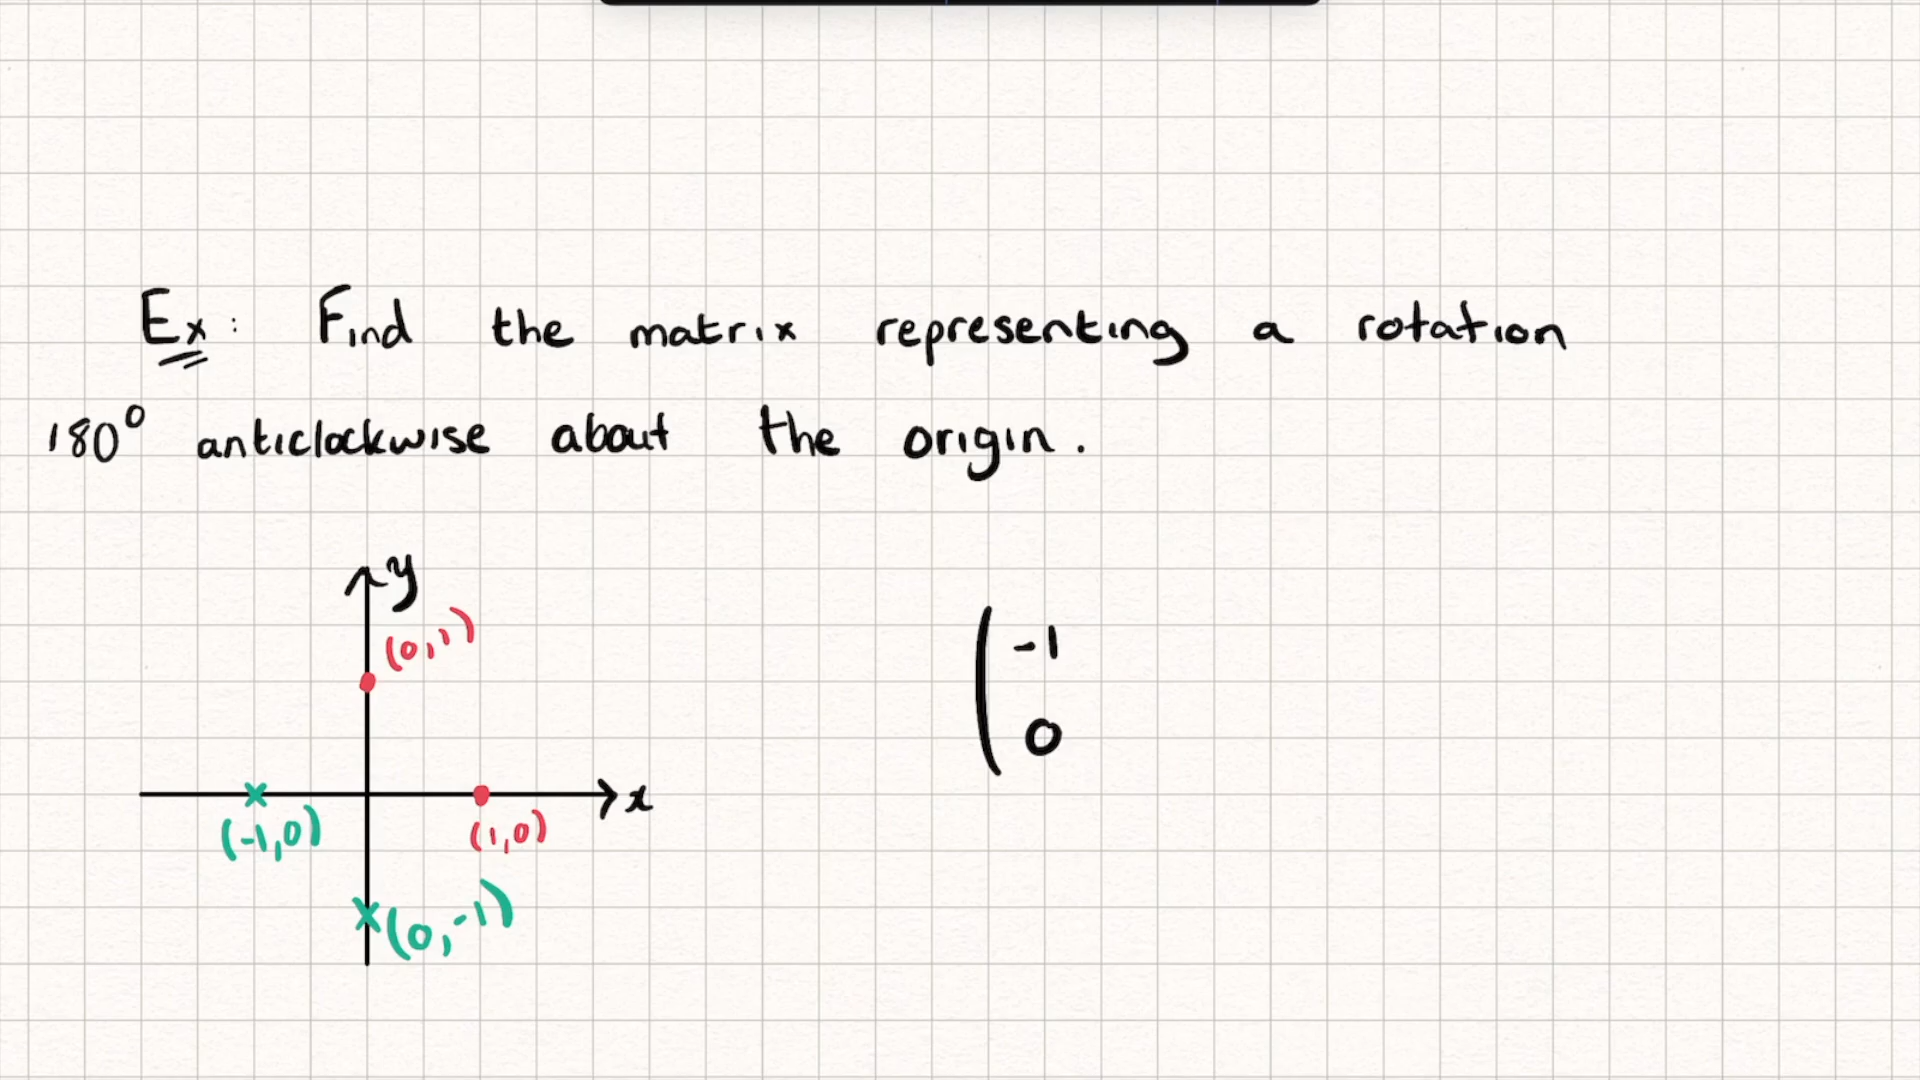 Ex: Find the matrix representing a rotation
180° anticlockwise about the origin.
y
(0,1)
x
(-1,0)
(1,0)
(0,-1)
-1
0